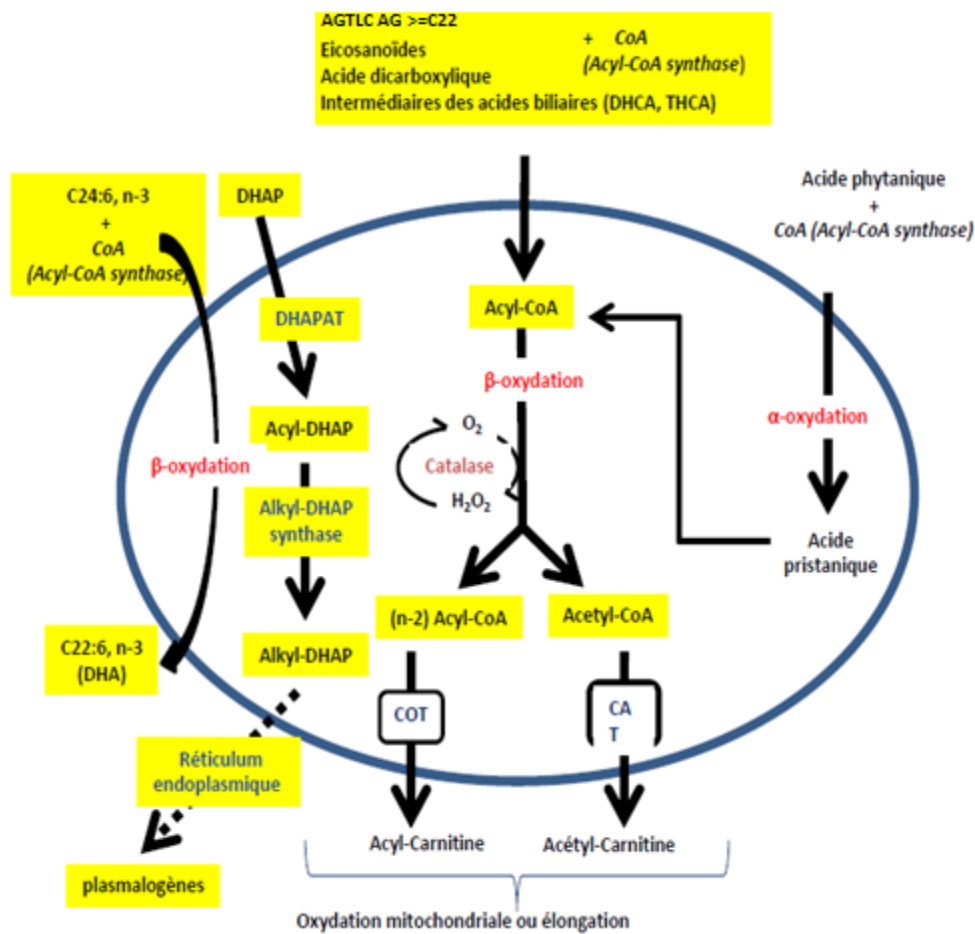 AGTLC AG >=C22
Eicosanoïdes
Acide dicarboxylique
Intermédiaires des acides biliaires (DHCA, THCA)
+ CoA
(Acyl-CoA synthase)
C24:6, n-3
+
CoA
(Acyl-CoA synthase)
DHAP
Acide phytanique
+
CoA (Acyl-CoA synthase)
DHAPAT
Acyl-CoA
β-oxydation
α-oxydation
Acyl-DHAP
O₂
Catalase
H₂O₂
β-oxydation
Alkyl-DHAP
synthase
Acide
pristanique
(n-2) Acyl-CoA
Acetyl-CoA
C22:6, n-3
(DHA)
Alkyl-DHAP
COT
CA
T
Réticulum
endoplasmique
Acyl-Carnitine
Acétyl-Carnitine
plasmalogènes
Oxydation mitochondriale ou élongation